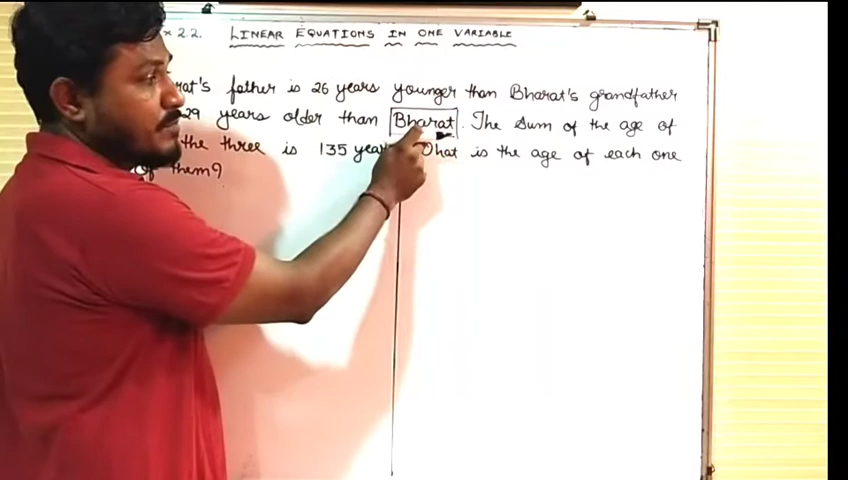 x 2.2. LINEAR EQUATIONS IN ONE VARIABLE
rat's father is 26 years younger than Bharat's grandfather
29 years older than Bharat. The sum of the age of
the three is 135 years What is the age of each one
of them?